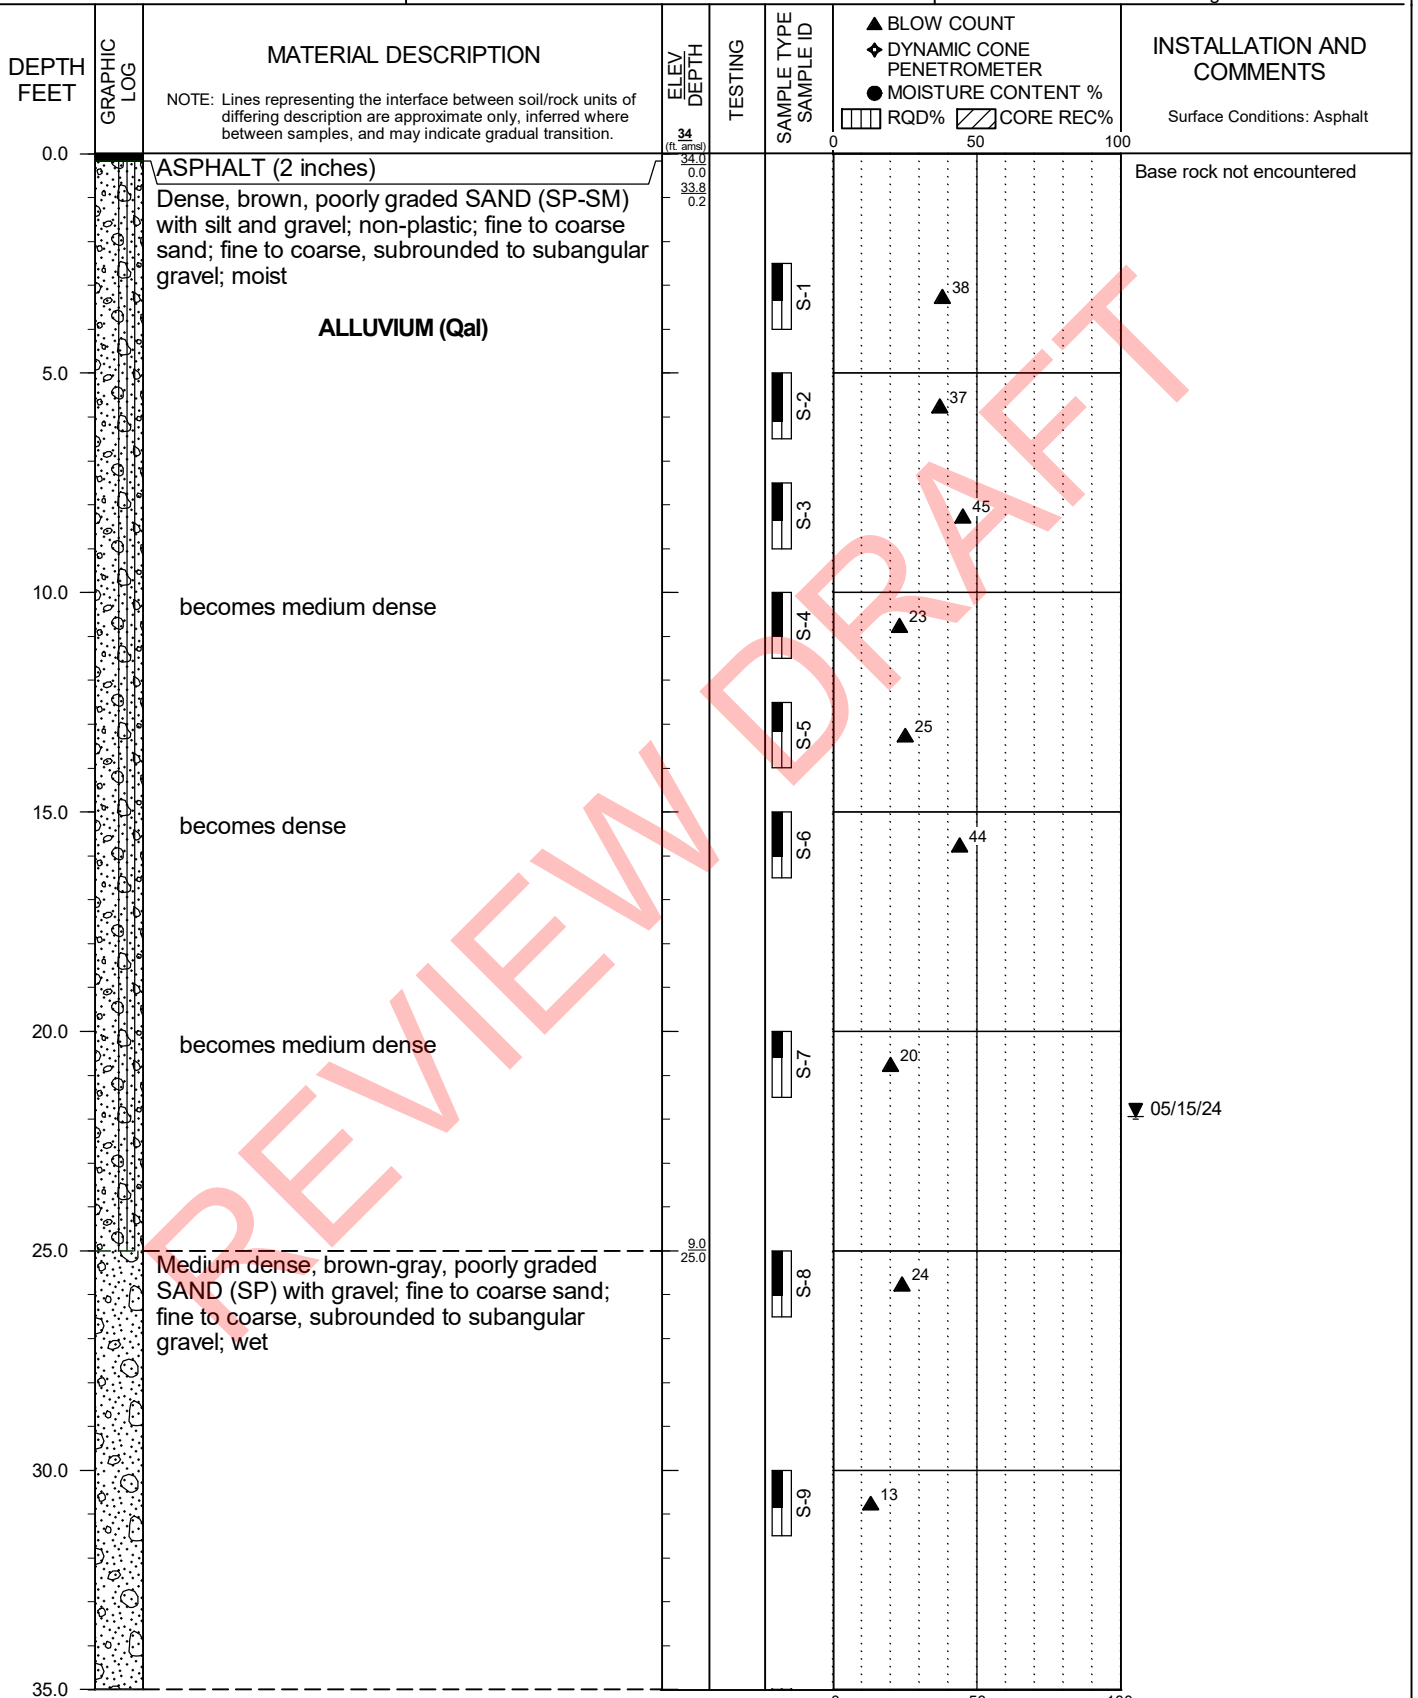 DEPTH
FEET
GRAPHIC
LOG
MATERIAL DESCRIPTION
NOTE: Lines representing the interface between soil/rock units of
differing description are approximate only, inferred where
between samples, and may indicate gradual transition.
ELEV
DEPTH
34
(ft. amsl)
TESTING
SAMPLE TYPE
SAMPLE ID
▲ BLOW COUNT
DYNAMIC CONE
PENETROMETER
● MOISTURE CONTENT %
RQD% CORE REC%
0 50 100
INSTALLATION AND
COMMENTS
Surface Conditions: Asphalt
0.0
ASPHALT (2 inches)
34.0
0.0
33.8
0.2
Base rock not encountered
Dense, brown, poorly graded SAND (SP-SM)
with silt and gravel; non-plastic; fine to coarse
sand; fine to coarse, subrounded to subangular
gravel; moist
S-1
38
ALLUVIUM (Qal)
5.0
S-2
37
S-3
45
10.0
becomes medium dense
S-4
23
S-5
25
15.0
becomes dense
S-6
44
20.0
becomes medium dense
S-7
20
05/15/24
25.0
9.0
25.0
Medium dense, brown-gray, poorly graded
SAND (SP) with gravel; fine to coarse sand;
fine to coarse, subrounded to subangular
gravel; wet
S-8
24
30.0
S-9
13
35.0
REVIEW DRAFT